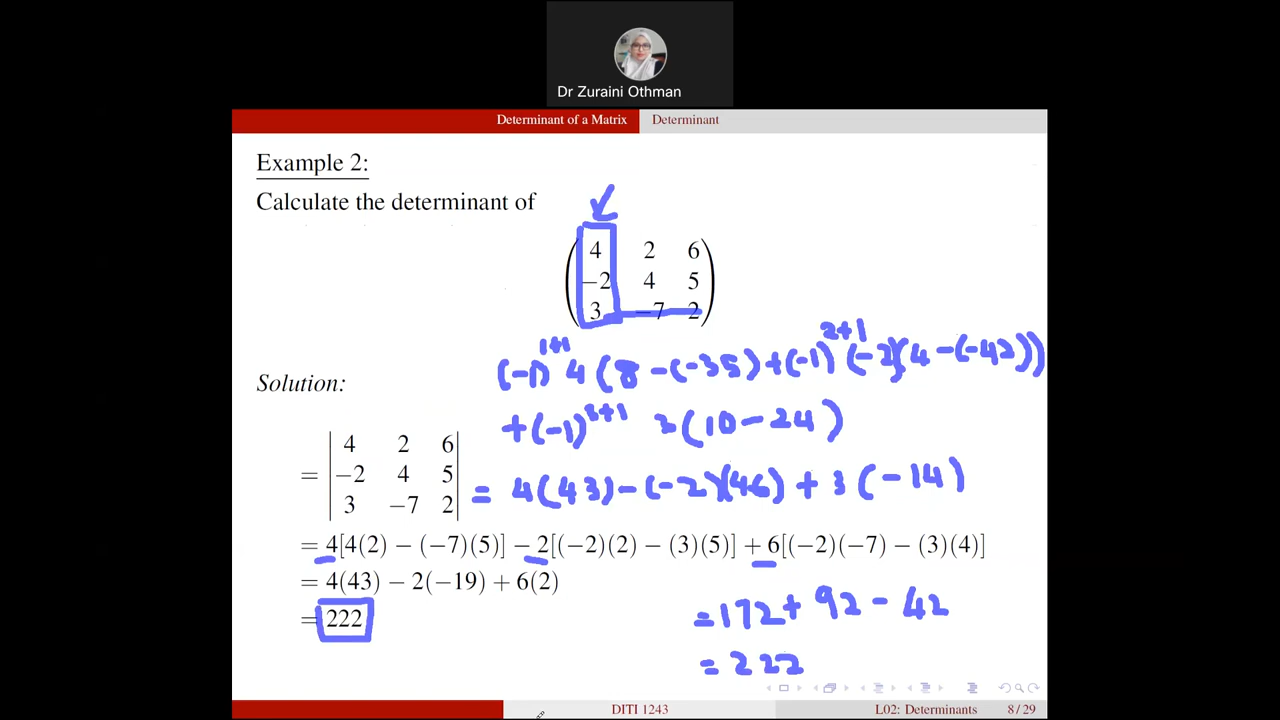 Dr Zuraini Othman
Determinant of a Matrix Determinant
Example 2:
Calculate the determinant of
4 2 6
−2 4 5
3 −7 2
(-1)^{1+1} 4 (8 -(-35) +(-1)^{2+1} (-2)(4 -(-42))
+(-1)^{3+1} 3(10 - 24)
Solution:
4 2 6
= −2 4 5
3 −7 2
= 4(43) - (-2)(46) + 3(-14)
= 4[4(2) − (−7)(5)] − 2[(−2)(2) − (3)(5)] + 6[(−2)(−7) − (3)(4)]
= 4(43) − 2(−19) + 6(2)
= 222
= 172 + 92 - 42
= 222
DITI 1243 L02: Determinants 8 / 29